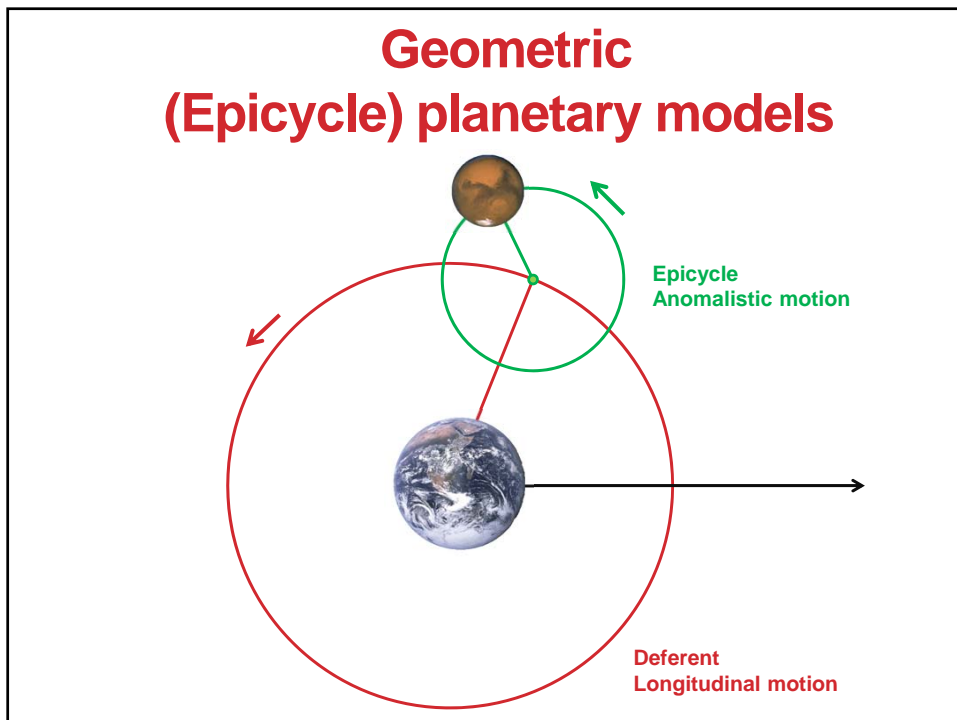 Geometric
(Epicycle) planetary models
Epicycle
Anomalistic motion
Deferent
Longitudinal motion